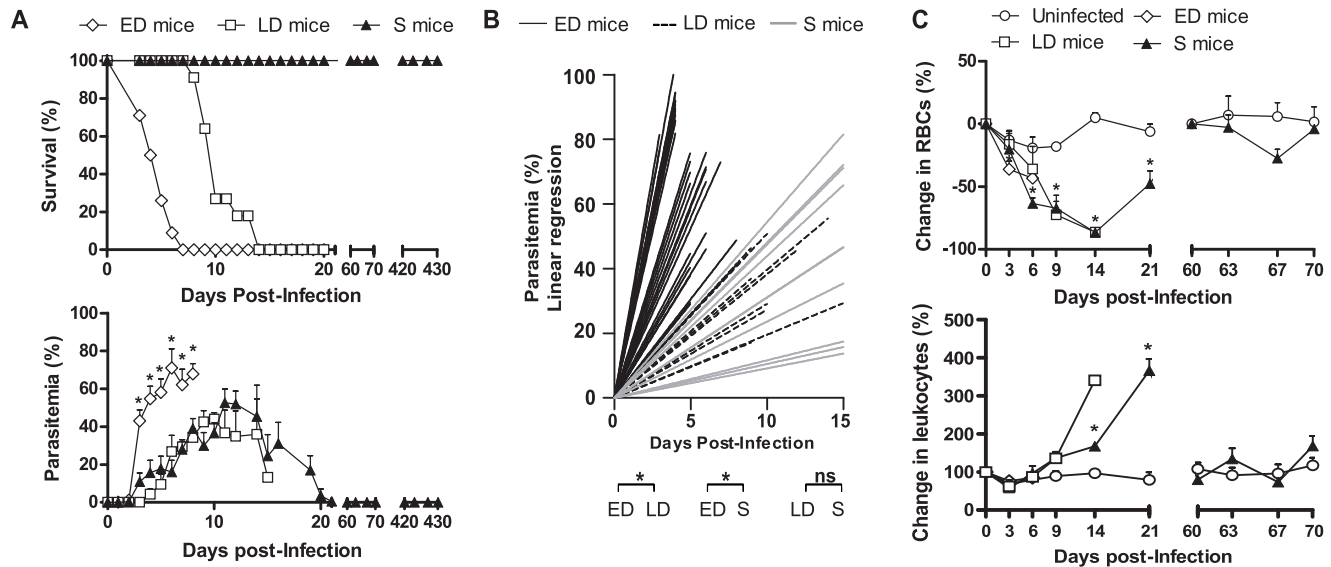 A
ED mice
LD mice
S mice
Survival (%)
100
80
60
40
20
0
0
10
20
60
70
420
430
Days Post-Infection
Parasitemia (%)
100
80
60
40
20
0
*
*
*
*
*
*
0
10
20
60
70
420
430
Days post-Infection
B
ED mice
LD mice
S mice
Parasitemia (%)
Linear regression
100
80
60
40
20
0
0
5
10
15
Days Post-Infection
*
*
ns
ED LD
ED S
LD S
C
Uninfected
ED mice
LD mice
S mice
Change in RBCs (%)
50
0
-50
-100
*
*
*
*
0
3
6
9
14
21
60
63
67
70
Days post-Infection
Change in leukocytes (%)
500
400
300
200
100
0
*
*
0
3
6
9
14
21
60
63
67
70
Days post-Infection